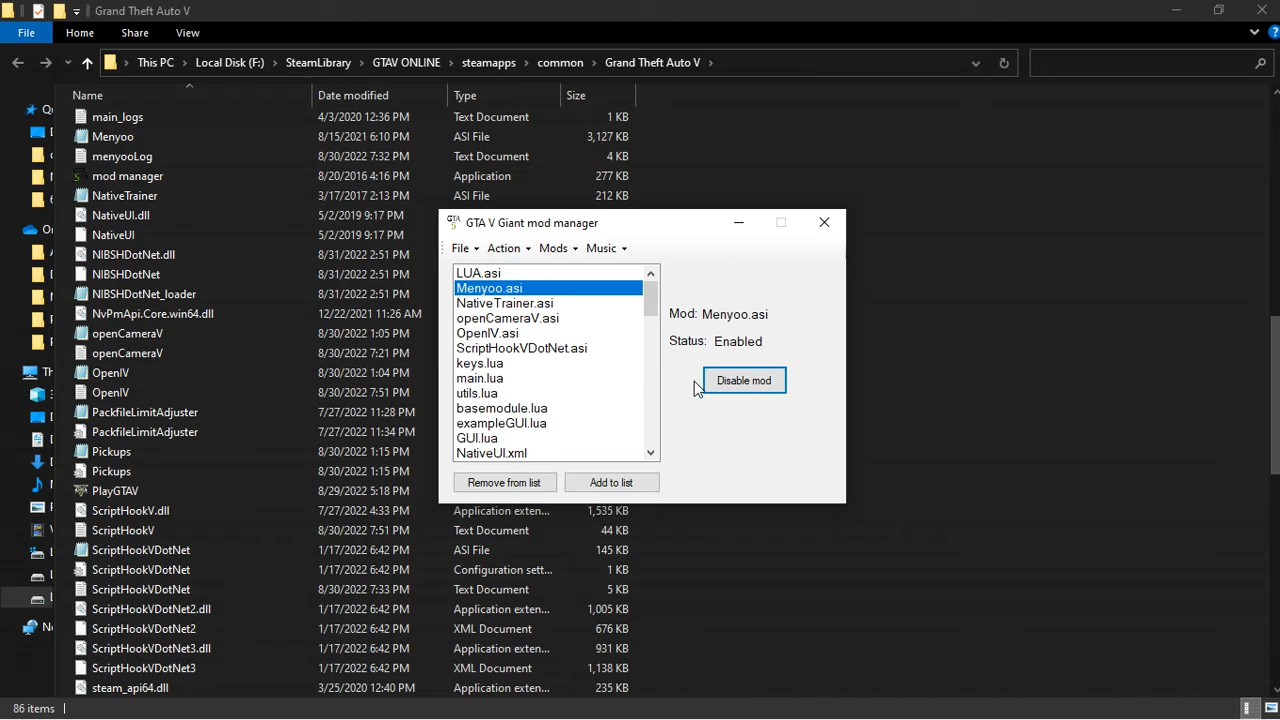 Grand Theft Auto V
File Home Share View
This PC Local Disk (F:) SteamLibrary GTAV ONLINE steamapps common Grand Theft Auto V
Name Date modified Type Size
main_logs 4/3/2020 12:36 PM Text Document 1 KB
Menyoo 8/15/2021 6:10 PM ASI File 3,127 KB
menyooLog 8/30/2022 7:32 PM Text Document 4 KB
mod manager 8/20/2016 4:16 PM Application 277 KB
NativeTrainer 3/17/2017 2:13 PM ASI File 212 KB
NativeUI.dll 5/2/2019 9:17 PM
NativeUI 5/2/2019 9:17 PM
NIBSHDotNet.dll 8/31/2022 2:51 PM
NIBSHDotNet 8/31/2022 2:51 PM
NIBSHDotNet_loader 8/31/2022 2:51 PM
NvPmApi.Core.win64.dll 12/22/2021 11:26 AM
openCameraV 8/30/2022 1:05 PM
openCameraV 8/30/2022 7:21 PM
OpenIV 8/31/2022 1:04 PM
OpenIV 8/30/2022 7:21 PM
PackfileLimitAdjuster 7/27/2022 11:28 PM
PackfileLimitAdjuster 7/27/2022 11:34 PM
Pickups 8/30/2022 1:15 PM
Pickups 8/30/2022 1:15 PM
PlayGTAV 8/29/2022 5:18 PM
ScriptHookV.dll 7/27/2022 4:33 PM Application exten... 1,535 KB
ScriptHookV 8/30/2022 7:51 PM Text Document 44 KB
ScriptHookVDotNet 1/17/2022 6:42 PM ASI File 145 KB
ScriptHookVDotNet 1/17/2022 6:42 PM Configuration sett... 1 KB
ScriptHookVDotNet 8/30/2022 7:33 PM Text Document 5 KB
ScriptHookVDotNet2.dll 1/17/2022 6:42 PM Application exten... 1,005 KB
ScriptHookVDotNet2 1/17/2022 6:42 PM XML Document 676 KB
ScriptHookVDotNet3.dll 1/17/2022 6:42 PM Application exten... 931 KB
ScriptHookVDotNet3 1/17/2022 6:42 PM XML Document 1,138 KB
steam_api64.dll 3/25/2020 12:40 PM Application exten... 235 KB
86 items
GTA V Giant mod manager
File Action Mods Music
LUA.asi
Menyoo.asi
NativeTrainer.asi
openCameraV.asi
OpenIV.asi
ScriptHookVDotNet.asi
keys.lua
main.lua
utils.lua
basemodule.lua
exampleGUI.lua
GUI.lua
NativeUI.xml
Mod: Menyoo.asi
Status: Enabled
Disable mod
Remove from list Add to list